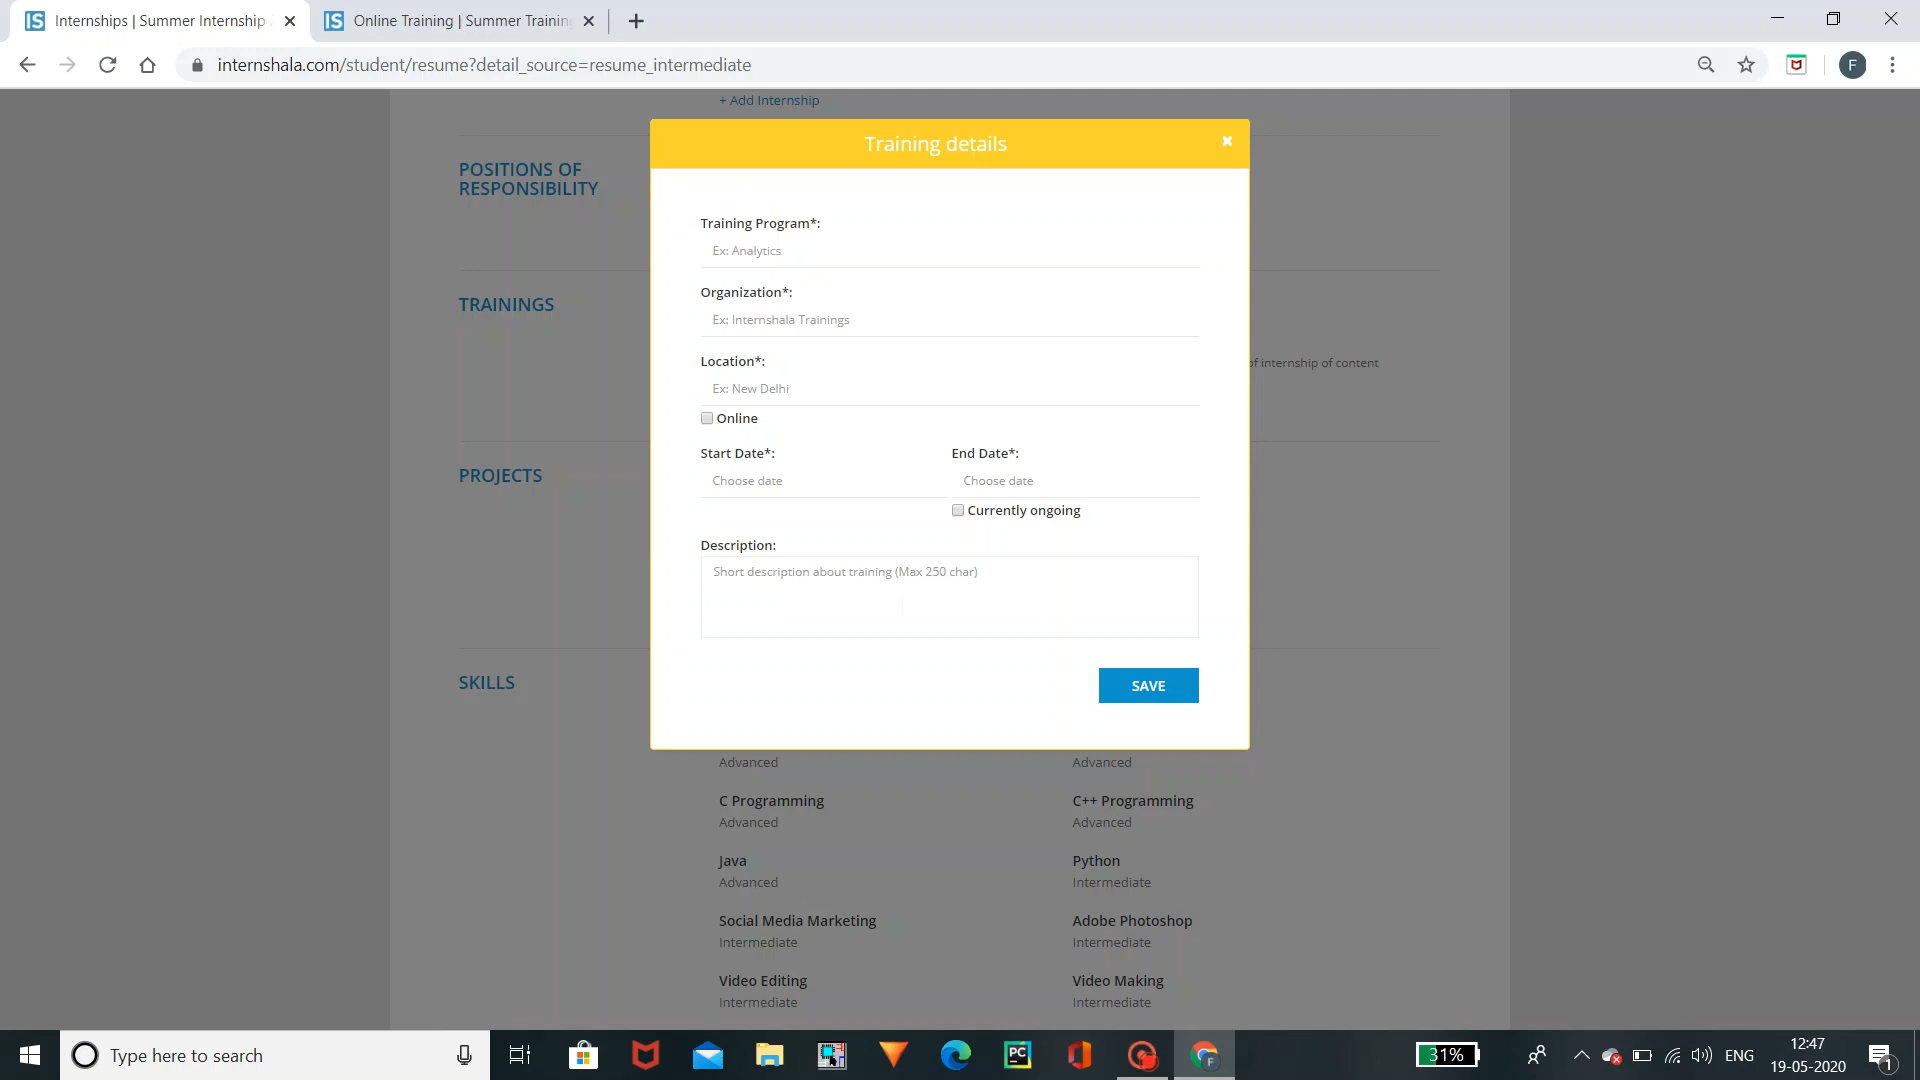 Internships | Summer Internship
Online Training | Summer Trainin
internshala.com/student/resume?detail_source=resume_intermediate
F
+ Add Internship
Training details
POSITIONS OF
RESPONSIBILITY
Training Program*:
Ex: Analytics
Organization*:
Ex: Internshala Trainings
TRAININGS
Location*:
of internship of content
Ex: New Delhi
Online
Start Date*:
End Date*:
PROJECTS
Choose date
Choose date
Currently ongoing
Description:
Short description about training (Max 250 char)
SKILLS
SAVE
Advanced
Advanced
C Programming
C++ Programming
Advanced
Advanced
Java
Python
Advanced
Intermediate
Social Media Marketing
Adobe Photoshop
Intermediate
Intermediate
Video Editing
Video Making
Intermediate
Intermediate
Type here to search
PC
F
31%
ENG
12:47
19-05-2020
1